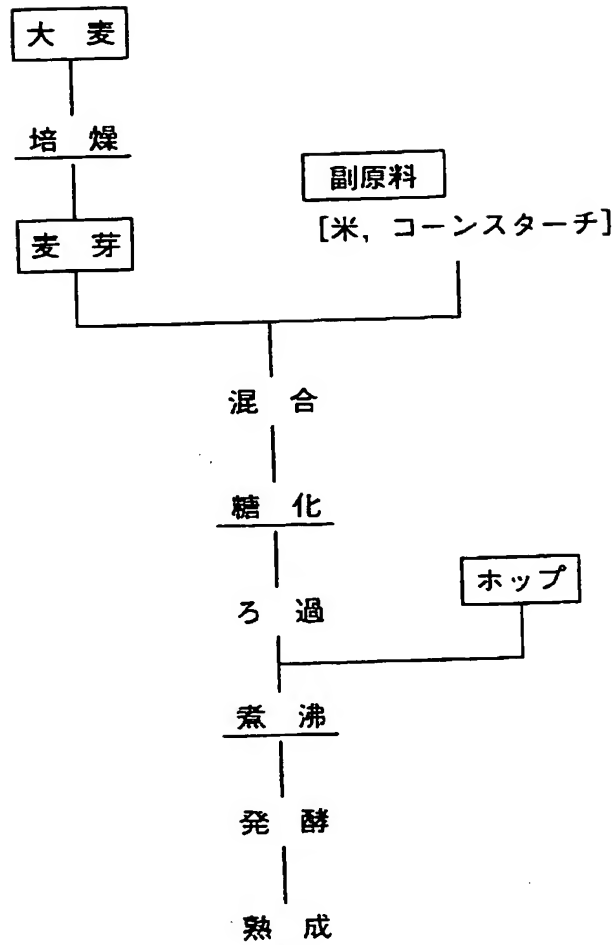 大麦
培燥
麦芽
副原料
[米, コーンスターチ]
混合
糖化
ろ過
ホップ
煮沸
発酵
熟成